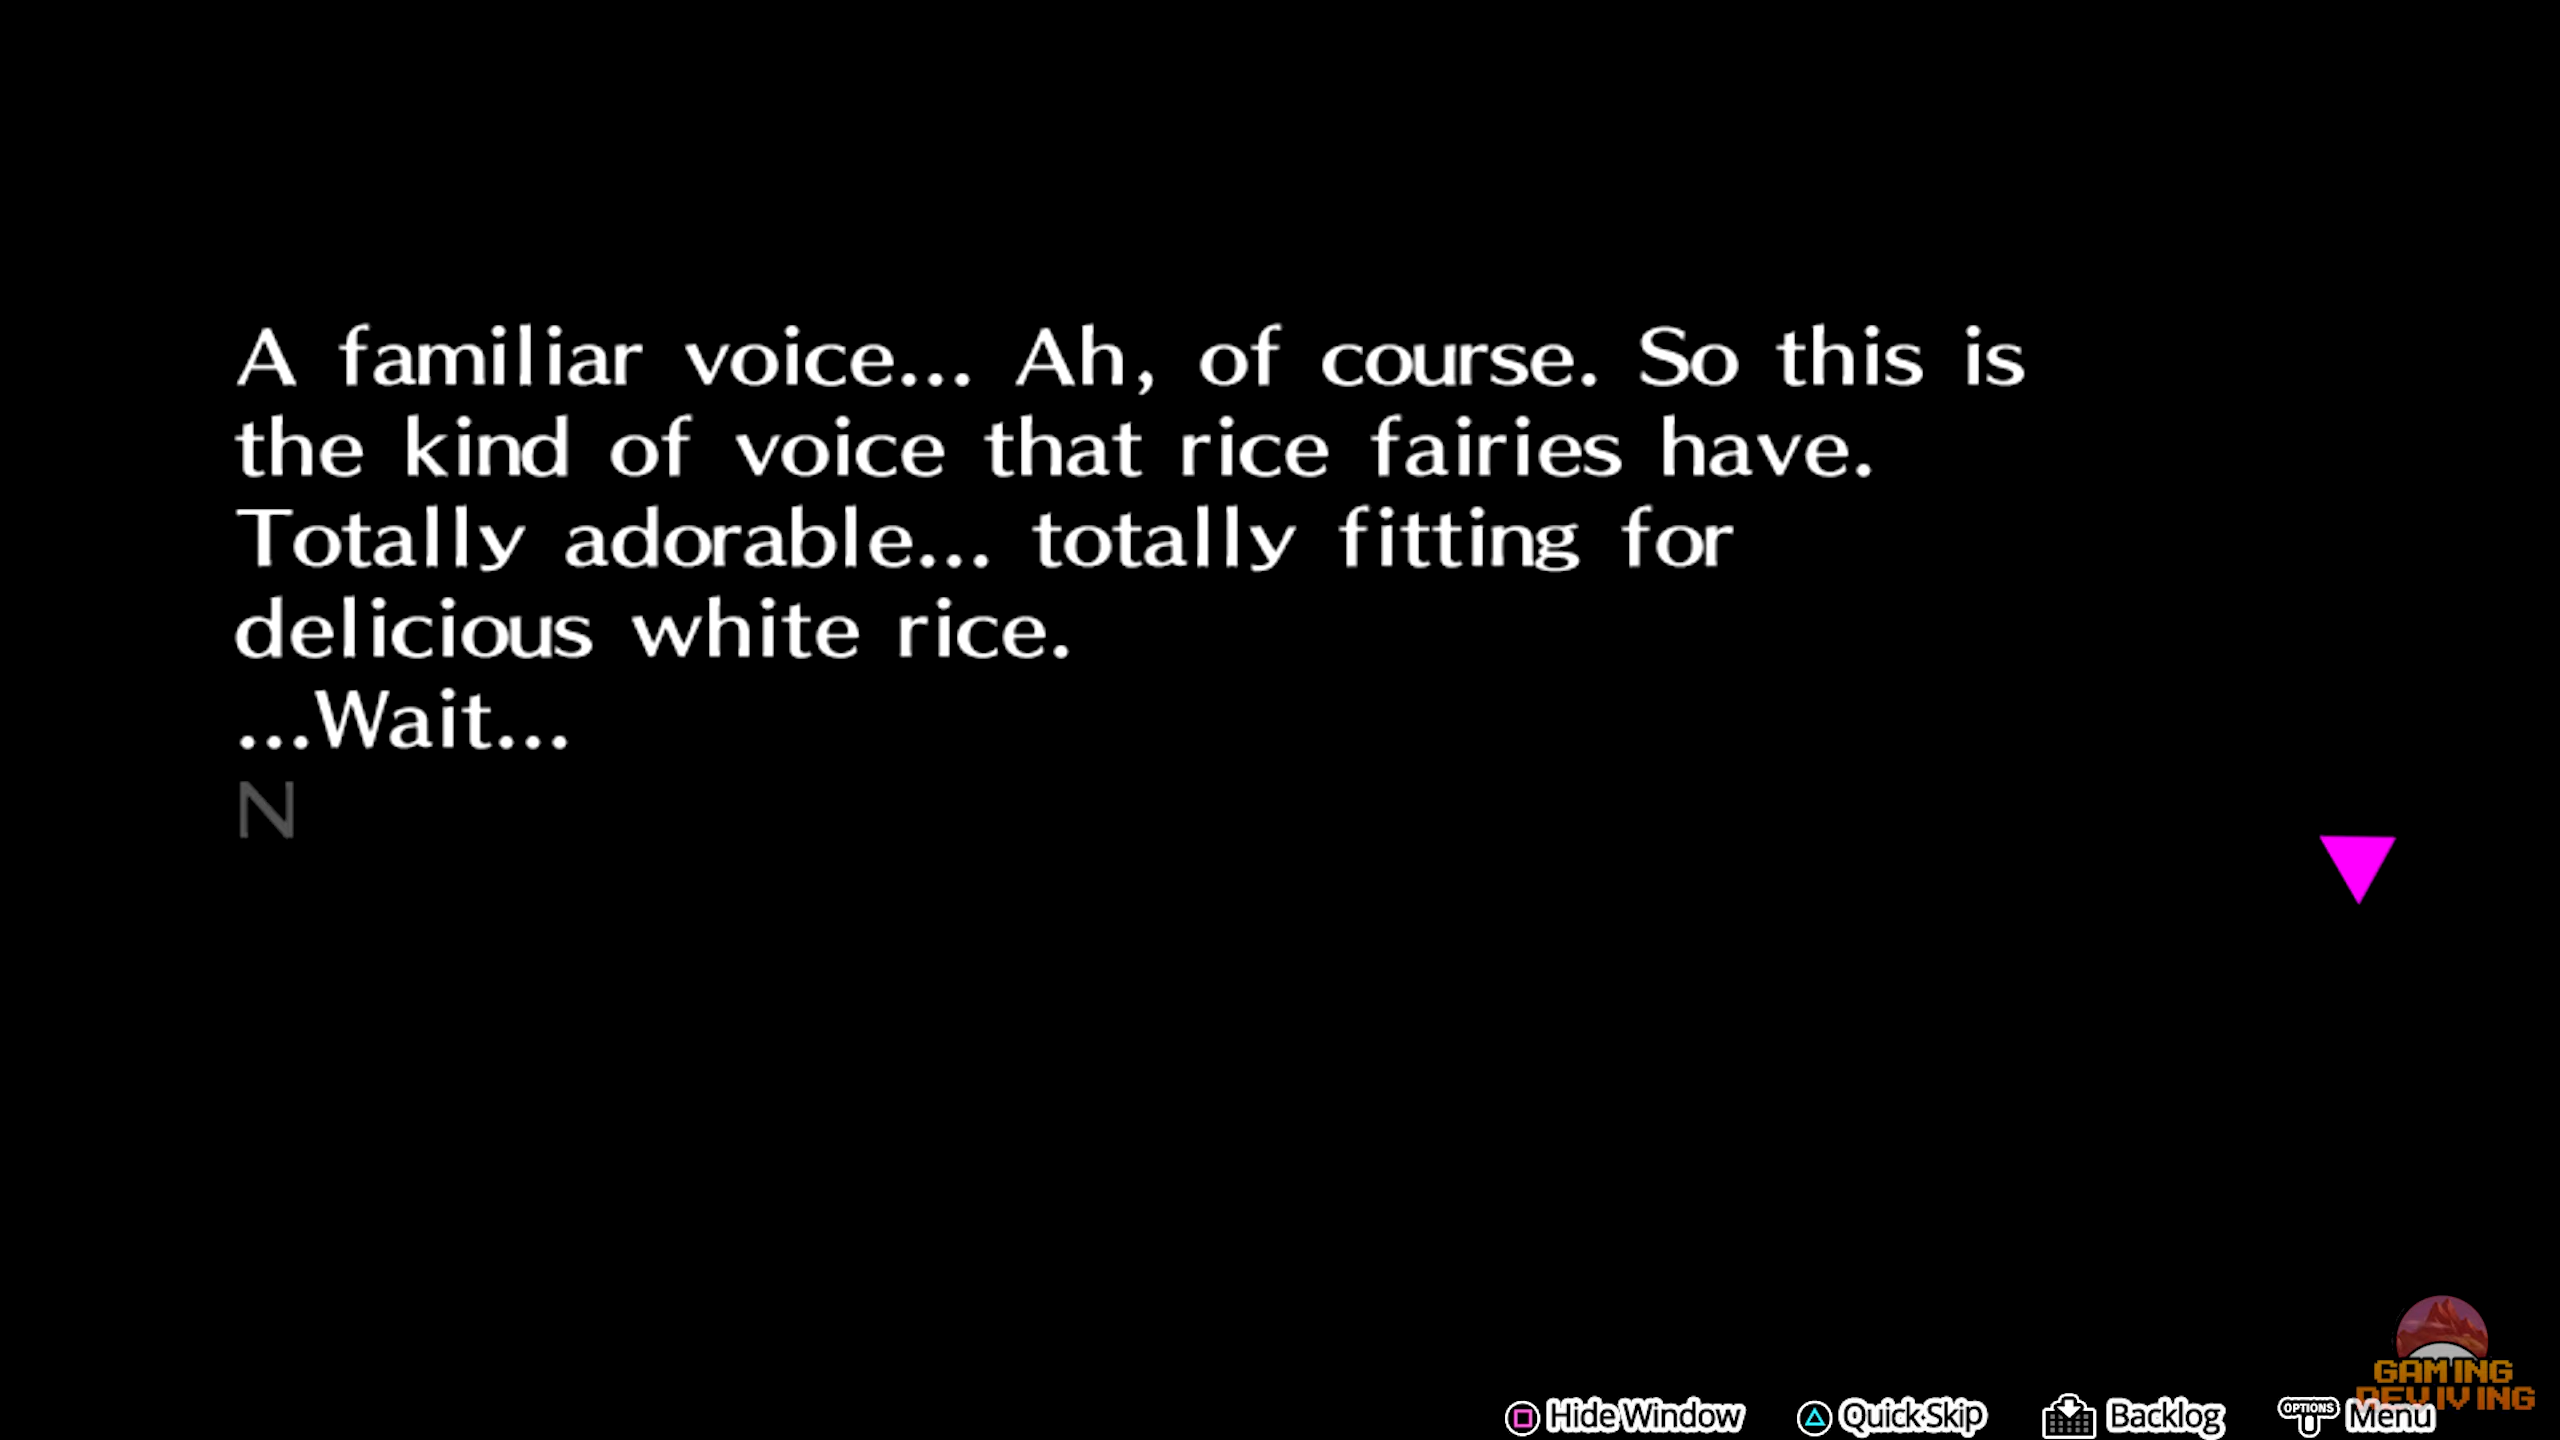 A familiar voice... Ah, of course. So this is
the kind of voice that rice fairies have.
Totally adorable... totally fitting for
delicious white rice.
...Wait...
N
Hide Window
Quick Skip
Backlog
OPTIONS Menu
GAMING
REVIVING